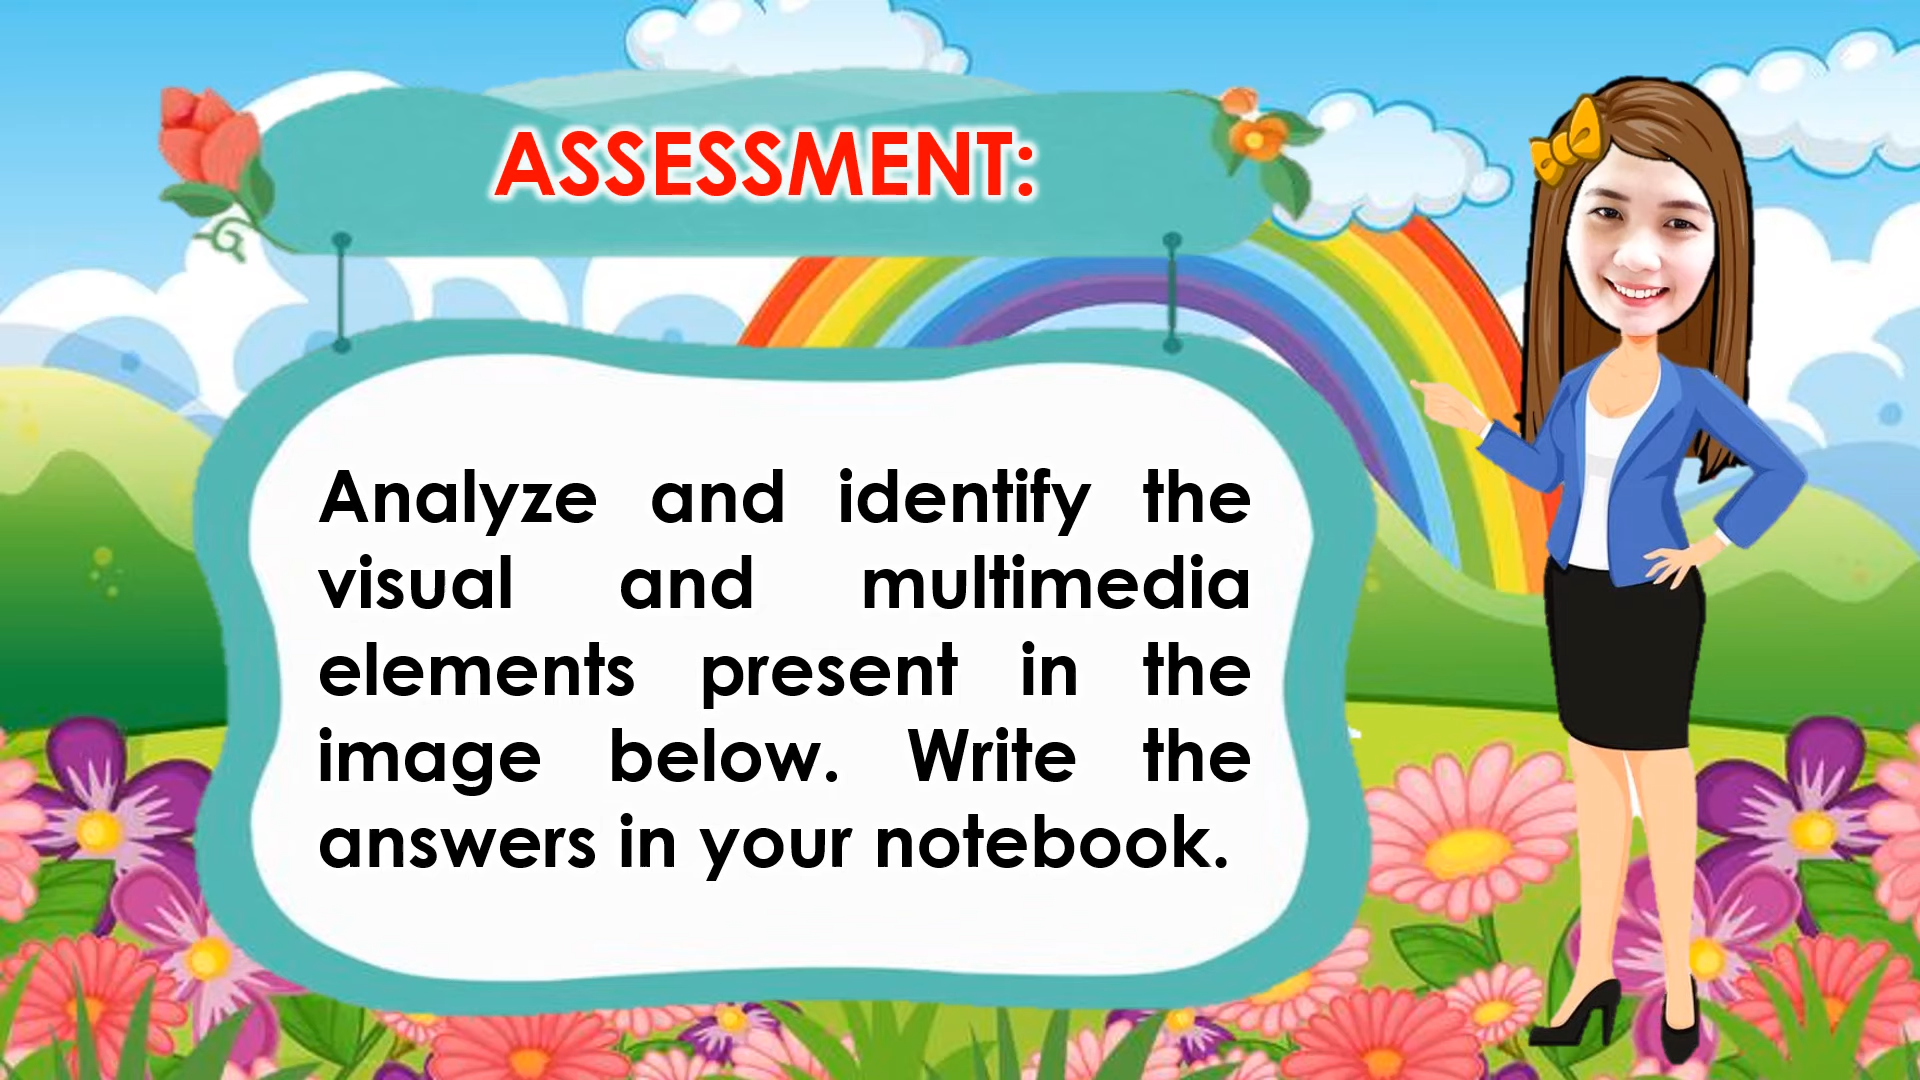 ASSESSMENT:
Analyze and identify the
visual and multimedia
elements present in the
image below. Write the
answers in your notebook.